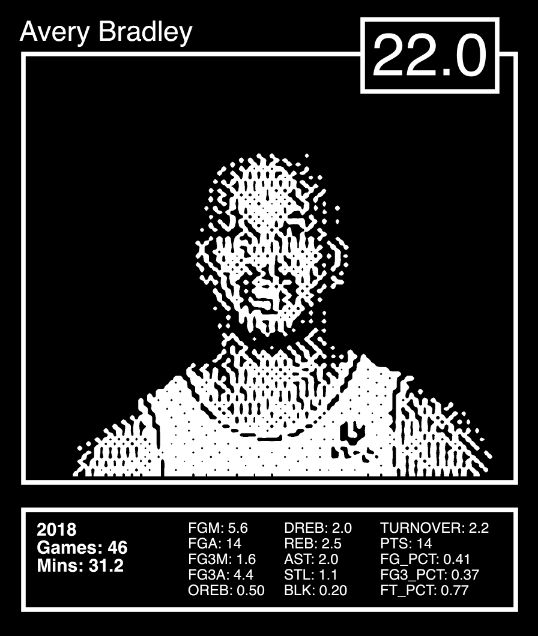 Avery Bradley
22.0
2018
Games: 46
Mins: 31.2
FGM: 5.6
FGA: 14
FG3M: 1.6
FG3A: 4.4
OREB: 0.50
DREB: 2.0
REB: 2.5
AST: 2.0
STL: 1.1
BLK: 0.20
TURNOVER: 2.2
PTS: 14
FG_PCT: 0.41
FG3_PCT: 0.37
FT_PCT: 0.77